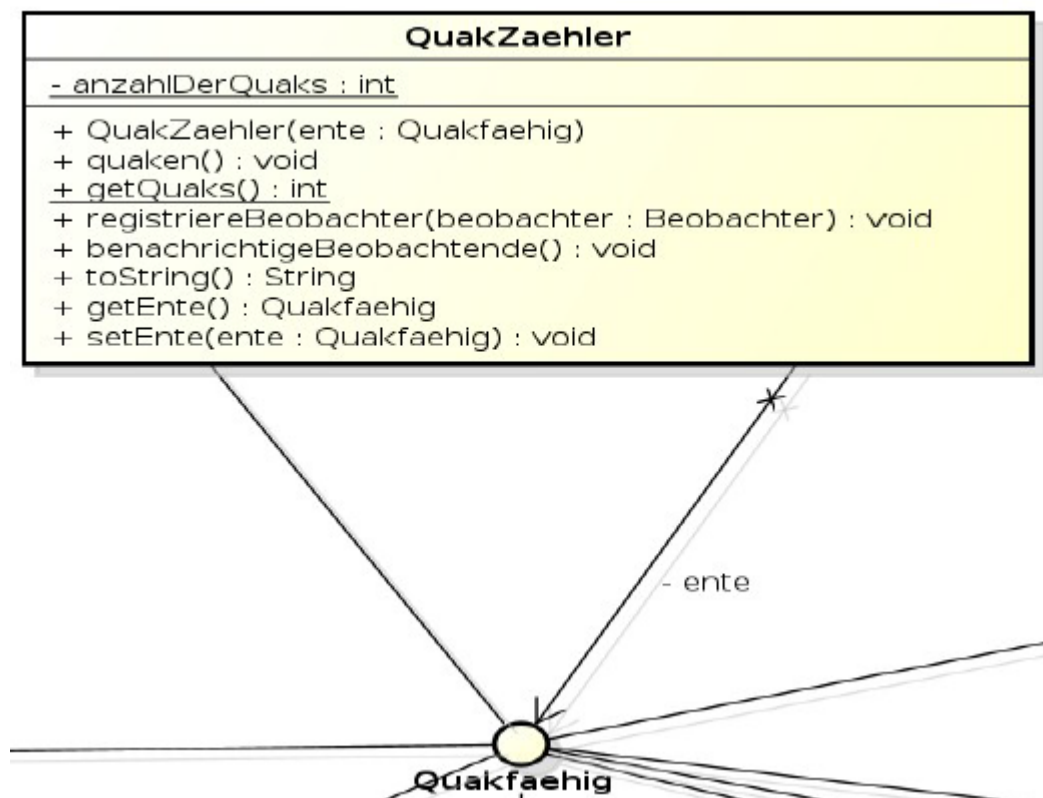 QuakZaehler
- anzahlDerQuaks : int
+ QuakZaehler(ente : Quakfaehig)
+ quaken() : void
+ getQuaks() : int
+ registriereBeobachter(beobachter : Beobachter) : void
+ benachrichtigeBeobachtende() : void
+ toString() : String
+ getEnte() : Quakfaehig
+ setEnte(ente : Quakfaehig) : void
- ente
Quakfaehig